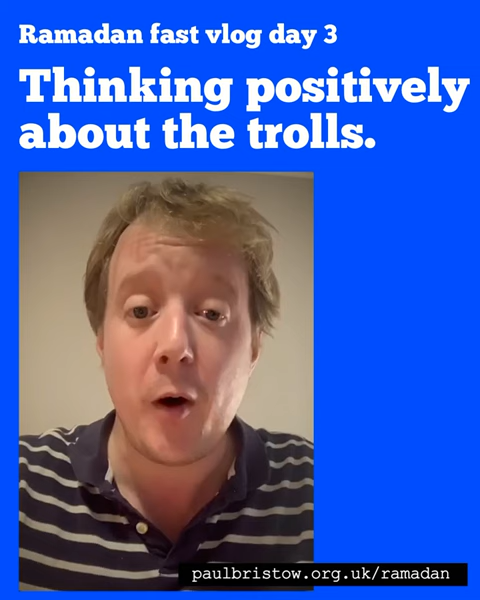 Ramadan fast vlog day 3
Thinking positively
about the trolls.
paulbristow.org.uk/ramadan